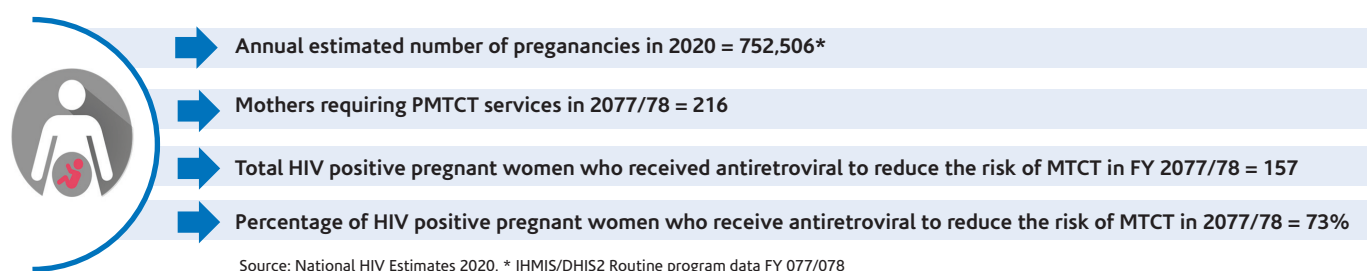 Annual estimated number of preganancies in 2020 = 752,506*
Mothers requiring PMTCT services in 2077/78 = 216
Total HIV positive pregnant women who received antiretroviral to reduce the risk of MTCT in FY 2077/78 = 157
Percentage of HIV positive pregnant women who receive antiretroviral to reduce the risk of MTCT in 2077/78 = 73%
Source: National HIV Estimates 2020, * IHMIS/DHIS2 Routine program data FY 077/078